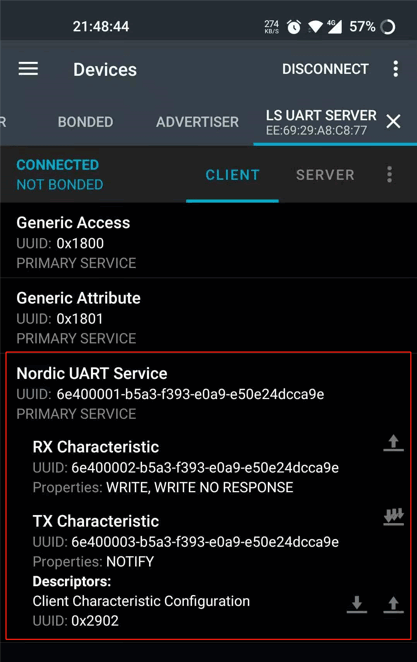 21:48:44
274
KB/S
4G
57%
Devices
DISCONNECT
R
BONDED
ADVERTISER
LS UART SERVER
EE:69:29:A8:C8:77
CONNECTED
NOT BONDED
CLIENT
SERVER
Generic Access
UUID: 0x1800
PRIMARY SERVICE
Generic Attribute
UUID: 0x1801
PRIMARY SERVICE
Nordic UART Service
UUID: 6e400001-b5a3-f393-e0a9-e50e24dcca9e
PRIMARY SERVICE
RX Characteristic
UUID: 6e400002-b5a3-f393-e0a9-e50e24dcca9e
Properties: WRITE, WRITE NO RESPONSE
TX Characteristic
UUID: 6e400003-b5a3-f393-e0a9-e50e24dcca9e
Properties: NOTIFY
Descriptors:
Client Characteristic Configuration
UUID: 0x2902